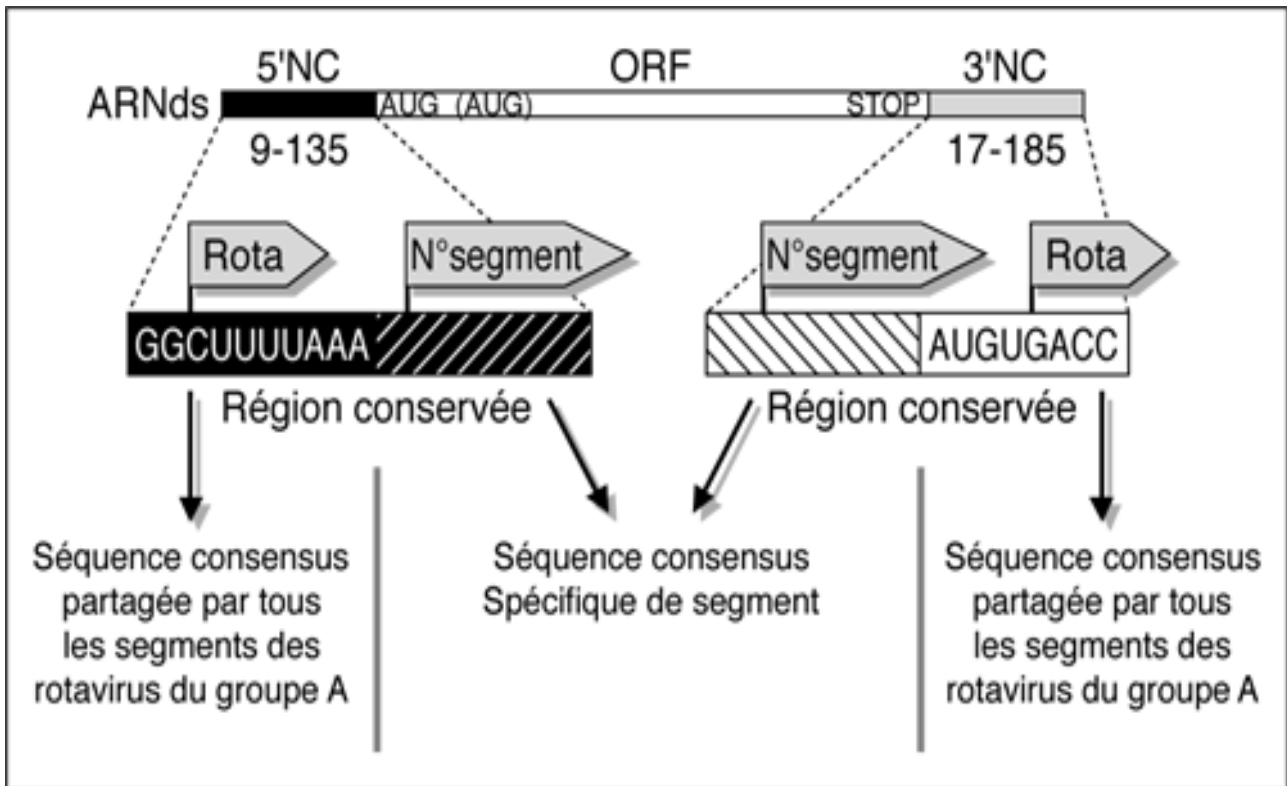 5'NC ORF 3'NC
ARNds AUG (AUG) STOP
9-135 17-185
Rota N°segment N°segment Rota
GGCUUUUAAA AUGUGACC
Région conservée Région conservée
Séquence consensus
partagée par tous
les segments des
rotavirus du groupe A
Séquence consensus
Spécifique de segment
Séquence consensus
partagée par tous
les segments des
rotavirus du groupe A